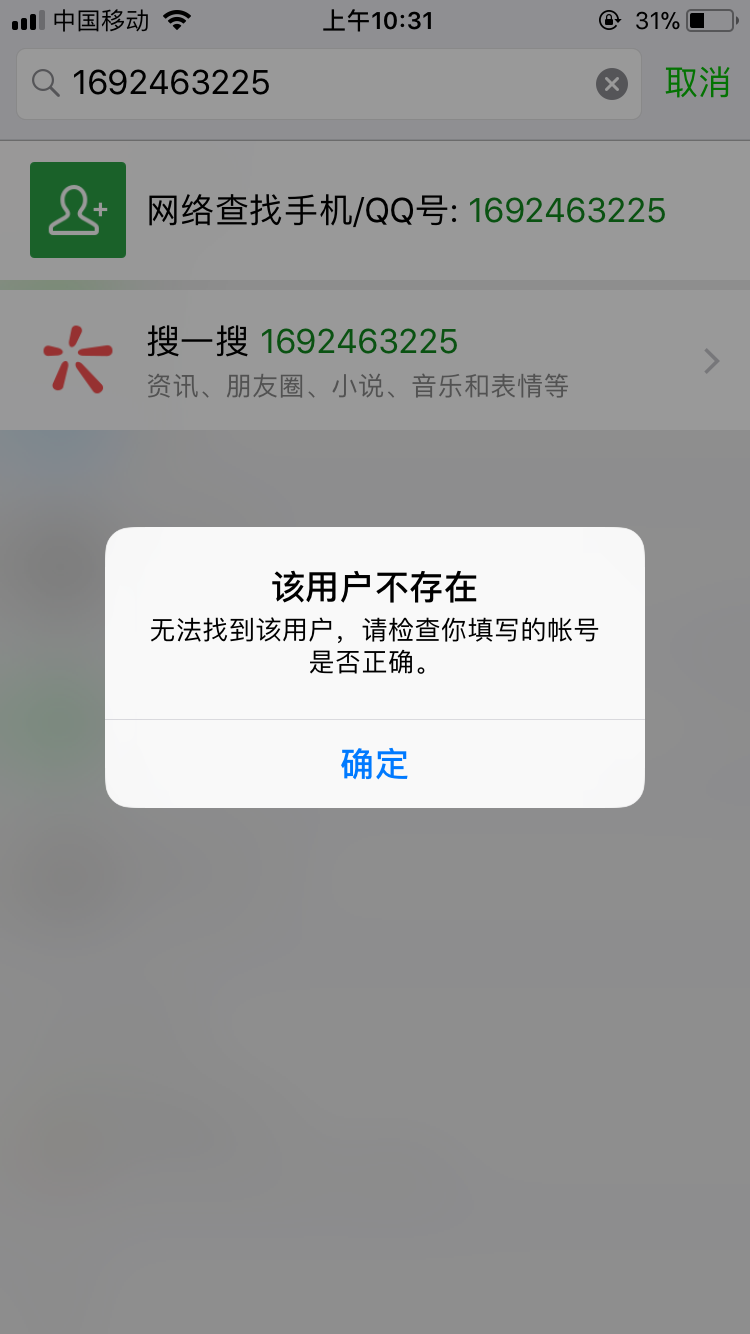 中国移动 上午10:31 31%
1692463225 取消
网络查找手机/QQ号: 1692463225
搜一搜 1692463225
资讯、朋友圈、小说、音乐和表情等
该用户不存在
无法找到该用户，请检查你填写的帐号
是否正确。
确定